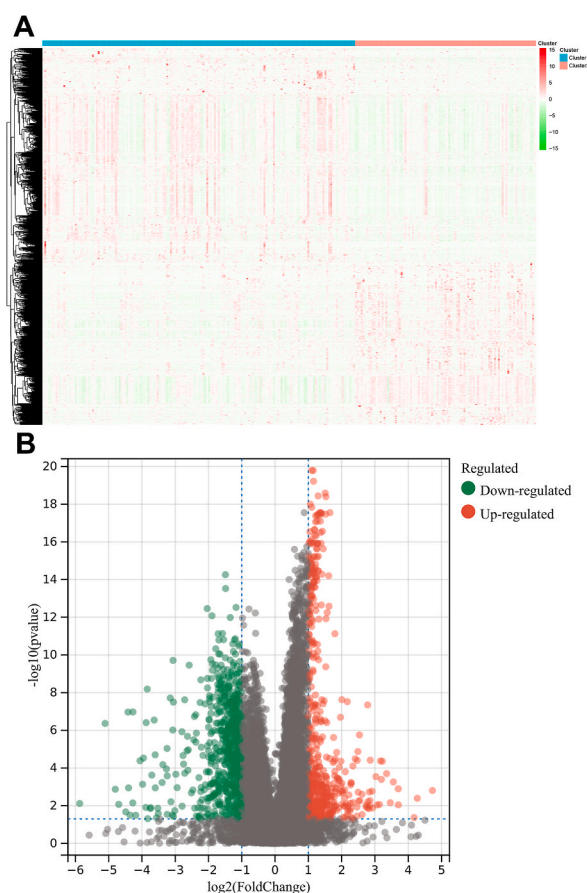 A
Cluster
15
10
5
0
−5
−10
−15
Cluster
Cluster
Cluster
B
20
18
16
14
12
10
8
6
4
2
0
-log10(pvalue)
−6 −5 −4 −3 −2 −1 0 1 2 3 4 5
log2(FoldChange)
Regulated
Down-regulated
Up-regulated